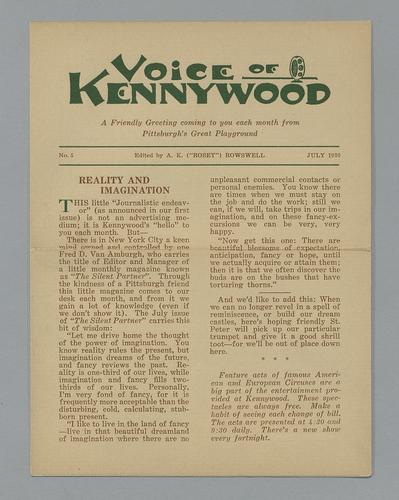 VOICE OF
KENNYWOOD
A Friendly Greeting coming to you each month from
Pittsburgh's Great Playground
No. 5
Edited by A. K. ("ROSEY") ROWSWELL
JULY 1930
REALITY AND
IMAGINATION
THIS little "Journalistic endeav-
or" (as announced in our first
issue) is not an advertising me-
dium; it is Kennywood's "hello" to
you each month. But—
There is in New York City a keen
mind owned and controlled by one
Fred D. Van Amburgh, who carries
the title of Editor and Manager of
a little monthly magazine known
as "The Silent Partner". Through
the kindness of a Pittsburgh friend
this little magazine comes to our
desk each month, and from it we
gain a lot of knowledge (even if
we don't show it). The July issue
of "The Silent Partner" carries this
bit of wisdom:
"Let me drive home the thought
of the power of imagination. You
know reality rules the present, but
imagination dreams of the future,
and fancy reviews the past. Re-
ality is one-third of our lives, while
imagination and fancy fills two-
thirds of our lives. Personally,
I'm very fond of fancy, for it is
frequently more acceptable than the
disturbing, cold, calculating, stub-
born present.
"I like to live in the land of fancy
—live in that beautiful dreamland
of imagination where there are no
unpleasant commercial contacts or
personal enemies. You know there
are times when we must stay on
the job and do the work; still we
can, if we will, take trips in our im-
agination, and on these fancy-ex-
cursions we can be very, very
happy.
"Now get this one: There are
beautiful blossoms of expectation,
anticipation, fancy or hope, until
we actually acquire or attain them;
then it is that we often discover the
buds are on the bushes that have
torturing thorns."
And we'd like to add this: When
we can no longer revel in a spell of
reminiscence, or build our dream
castles, here's hoping friendly St.
Peter will pick up our particular
trumpet and give it a good shrill
toot—for we'll be out of place down
here.
* * *
Feature acts of famous Ameri-
can and European Circuses are a
big part of the entertainment pro-
vided at Kennywood. These spec-
tacles are always free. Make a
habit of seeing each change of bill.
The acts are presented at 4:30 and
9:30 daily. There's a new show
every fortnight.